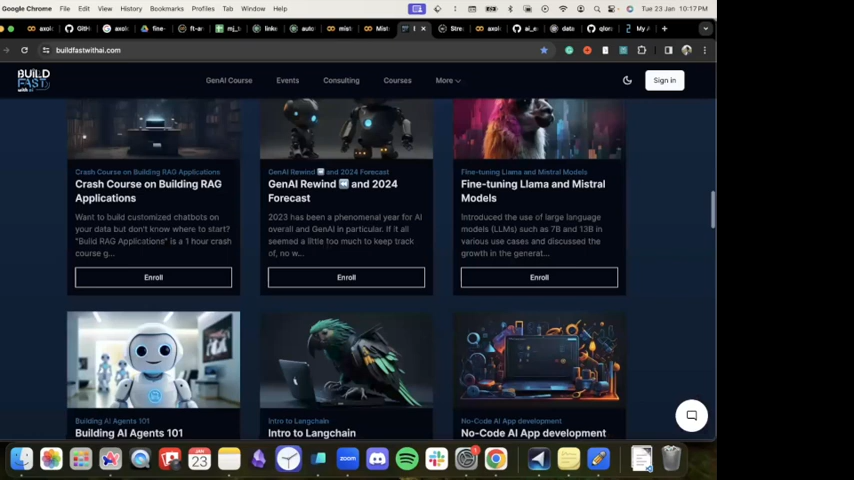 Google Chrome File Edit View History Bookmarks Profiles Tab Window Help Tue 23 Jan 10:17 PM
buildfastwithai.com
BUILD FAST with ai
GenAI Course Events Consulting Courses More Sign in
Crash Course on Building RAG Applications
Crash Course on Building RAG
Applications
Want to build customized chatbots on
your data but don't know where to start?
"Build RAG Applications" is a 1 hour crash
course g...
Enroll
GenAI Rewind ⏪ and 2024 Forecast
GenAI Rewind ⏪ and 2024
Forecast
2023 has been a phenomenal year for AI
overall and GenAI in particular. If it all
seemed a little too much to keep track
of, no w...
Enroll
Fine-tuning Llama and Mistral Models
Fine-tuning Llama and Mistral
Models
Introduced the use of large language
models (LLMs) such as 7B and 13B in
various use cases and discussed the
growth in the generat...
Enroll
Building AI Agents 101
Building AI Agents 101
Intro to Langchain
Intro to Langchain
No-Code AI App development
No-Code AI App development
JAN
23
zoom